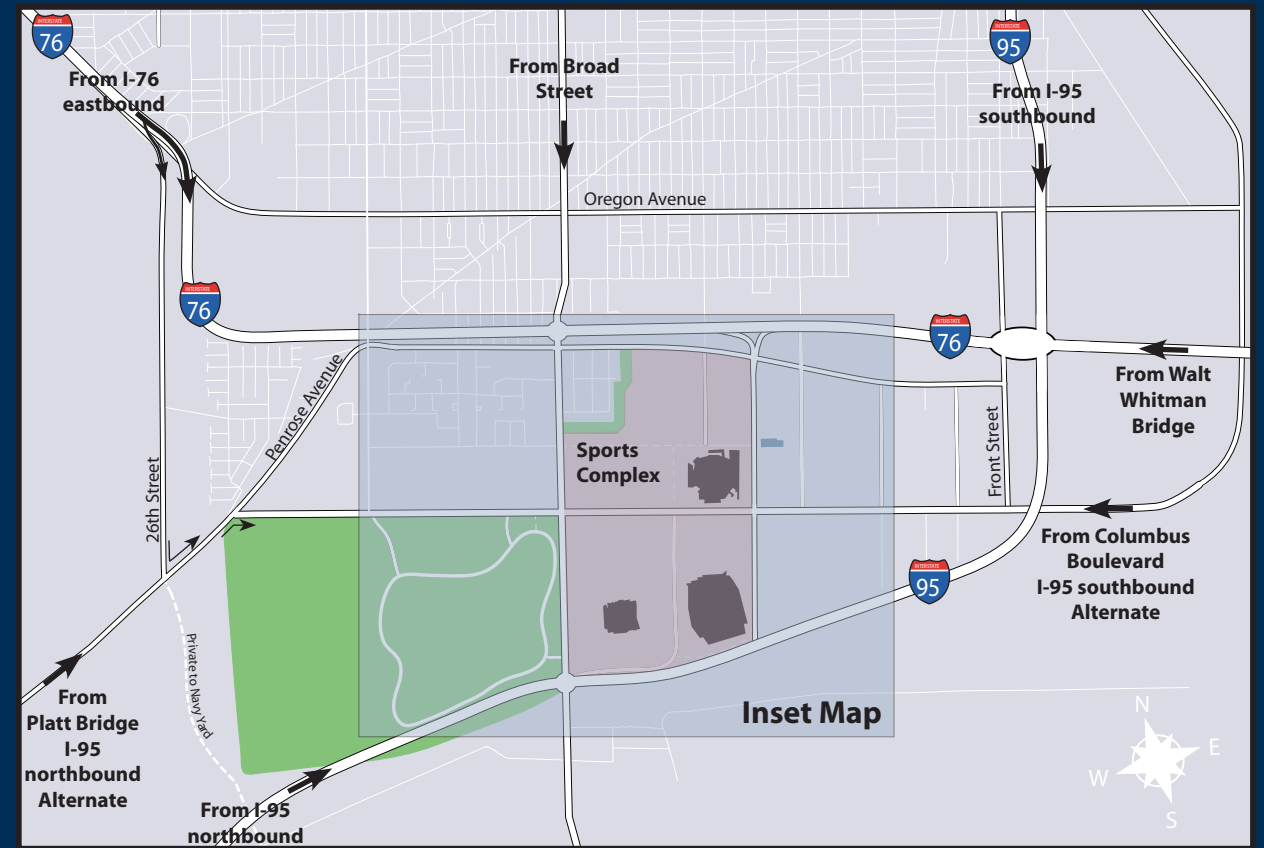 INTERSTATE
76
From I-76
eastbound
From Broad
Street
INTERSTATE
95
From I-95
southbound
Oregon Avenue
INTERSTATE
76
INTERSTATE
76
From Walt
Whitman
Bridge
Penrose Avenue
Sports
Complex
Front Street
26th Street
From Columbus
Boulevard
I-95 southbound
Alternate
INTERSTATE
95
Private to Navy Yard
From
Platt Bridge
I-95
northbound
Alternate
Inset Map
N
E
W
S
From I-95
northbound